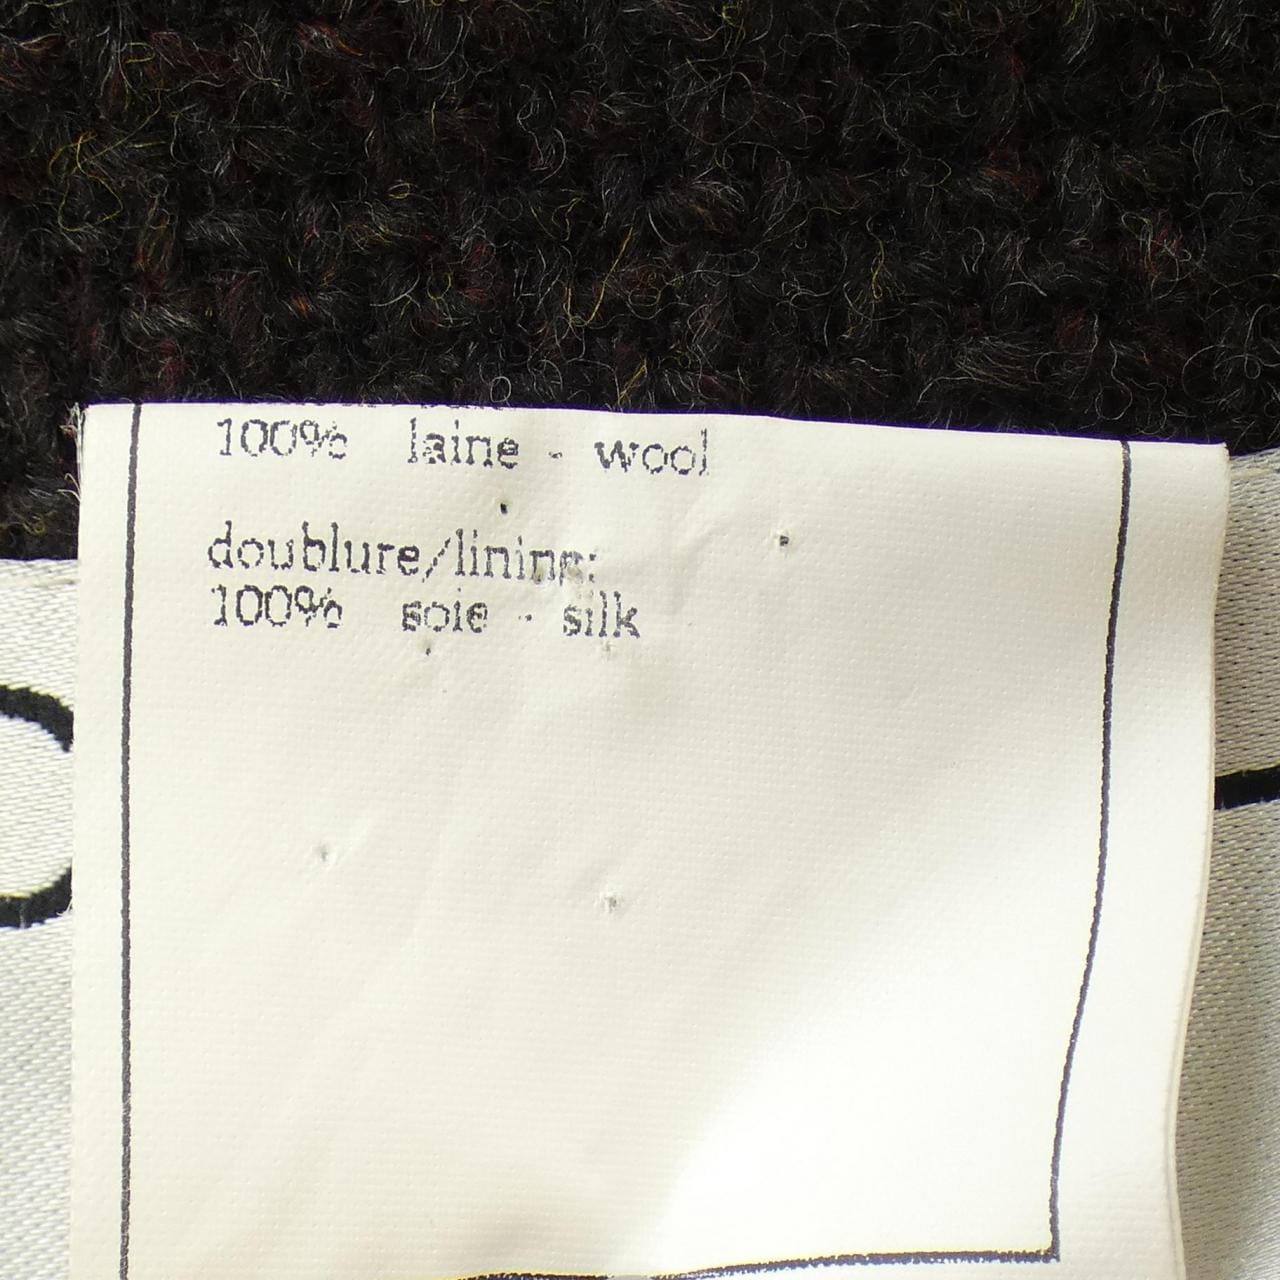 100% laine - wool
doublure/lining:
100% soie - silk